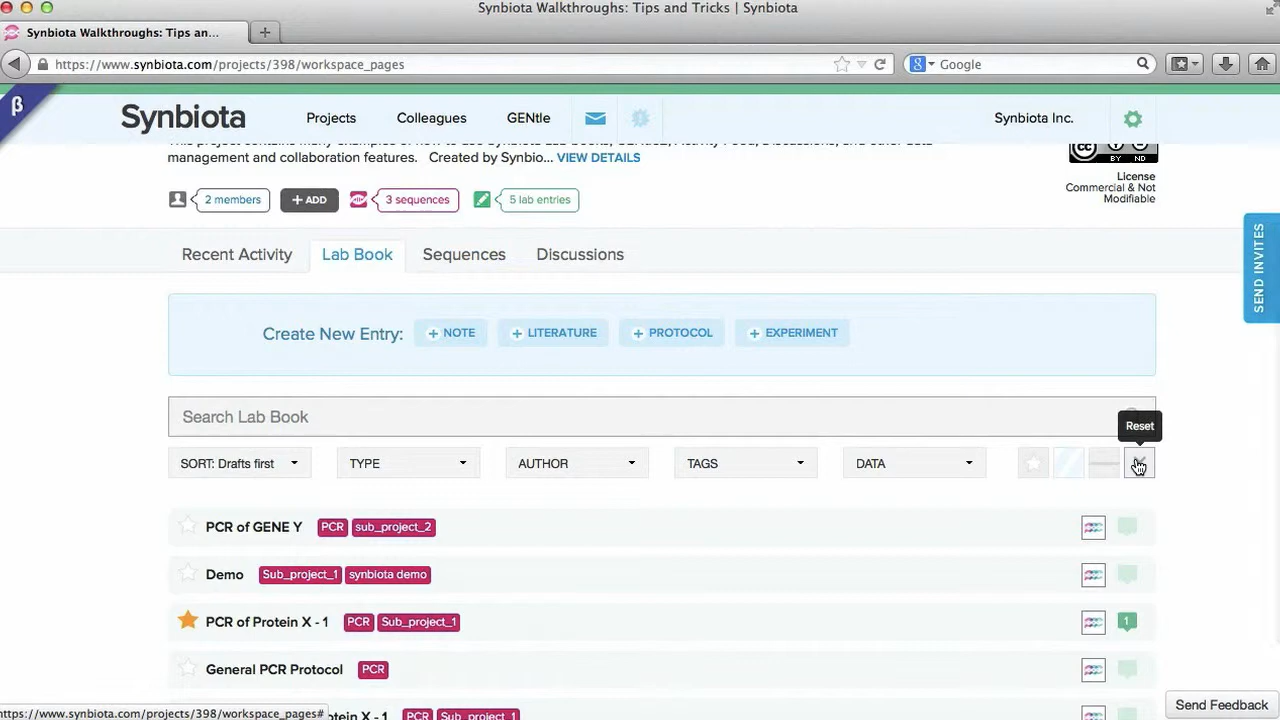 Synbiota Walkthroughs: Tips and Tricks | Synbiota
Synbiota Walkthroughs: Tips an...
https://www.synbiota.com/projects/398/workspace_pages
Google
β
Synbiota
Projects
Colleagues
GENtle
Synbiota Inc.
management and collaboration features. Created by Synbio... VIEW DETAILS
BY ND
License
Commercial & Not
Modifiable
2 members
+ ADD
3 sequences
5 lab entries
SEND INVITES
Recent Activity
Lab Book
Sequences
Discussions
Create New Entry:
+ NOTE
+ LITERATURE
+ PROTOCOL
+ EXPERIMENT
Search Lab Book
Reset
SORT: Drafts first
TYPE
AUTHOR
TAGS
DATA
PCR of GENE Y PCR sub_project_2
Demo Sub_project_1 synbiota demo
PCR of Protein X - 1 PCR Sub_project_1
1
General PCR Protocol PCR
https://www.synbiota.com/projects/398/workspace_pages#
otein X - 1 PCR Sub_project_1
Send Feedback